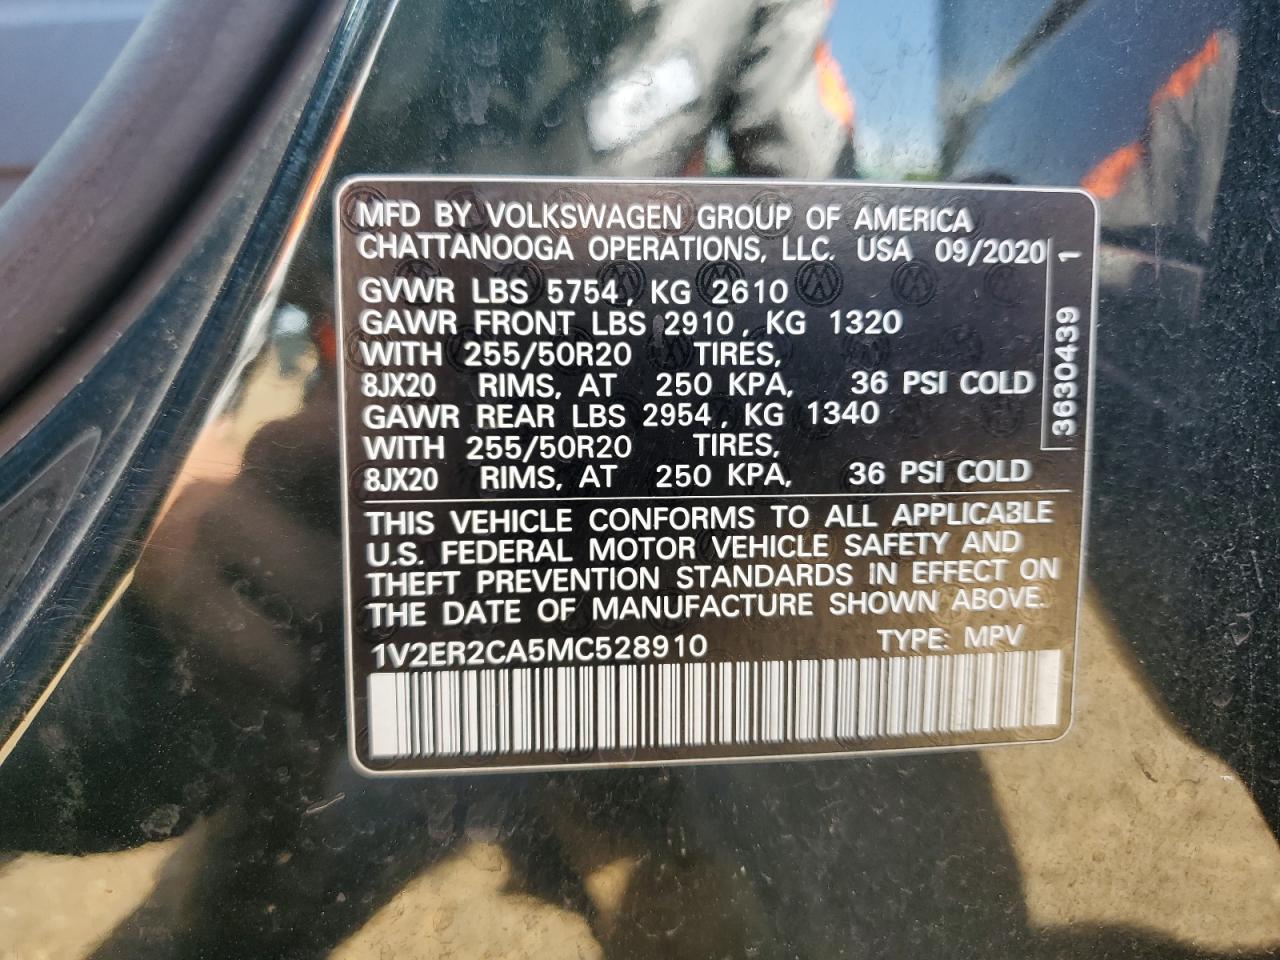 MFD BY VOLKSWAGEN GROUP OF AMERICA
CHATTANOOGA OPERATIONS, LLC. USA 09/2020
GVWR LBS 5754, KG 2610
GAWR FRONT LBS 2910, KG 1320
WITH 255/50R20 TIRES,
8JX20 RIMS, AT 250 KPA, 36 PSI COLD
GAWR REAR LBS 2954, KG 1340
WITH 255/50R20 TIRES,
8JX20 RIMS, AT 250 KPA, 36 PSI COLD
3630439 1
THIS VEHICLE CONFORMS TO ALL APPLICABLE
U.S. FEDERAL MOTOR VEHICLE SAFETY AND
THEFT PREVENTION STANDARDS IN EFFECT ON
THE DATE OF MANUFACTURE SHOWN ABOVE.
1V2ER2CA5MC528910 TYPE: MPV